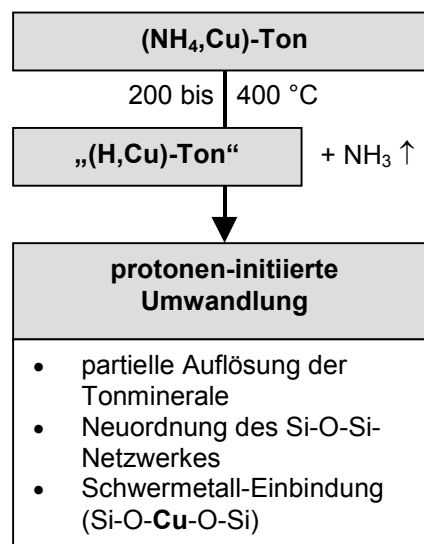 (NH₄,Cu)-Ton
200 bis 400 °C
„(H,Cu)-Ton“ + NH₃ ↑
protonen-initiierte
Umwandlung
• partielle Auflösung der
Tonminerale
• Neuordnung des Si-O-Si-
Netzwerkes
• Schwermetall-Einbindung
(Si-O-Cu-O-Si)